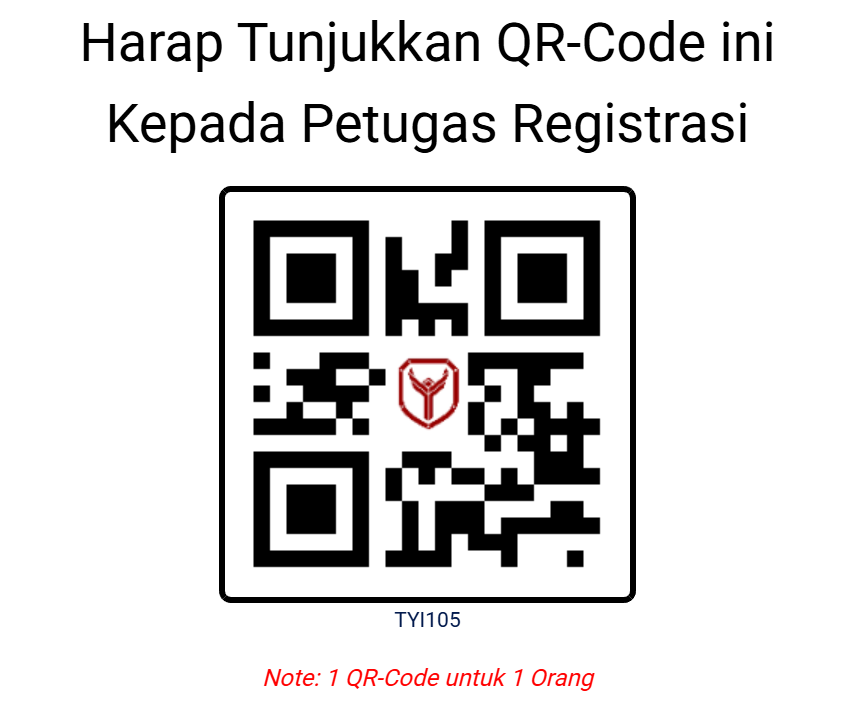 Harap Tunjukkan QR-Code ini
Kepada Petugas Registrasi
TYI105
Note: 1 QR-Code untuk 1 Orang